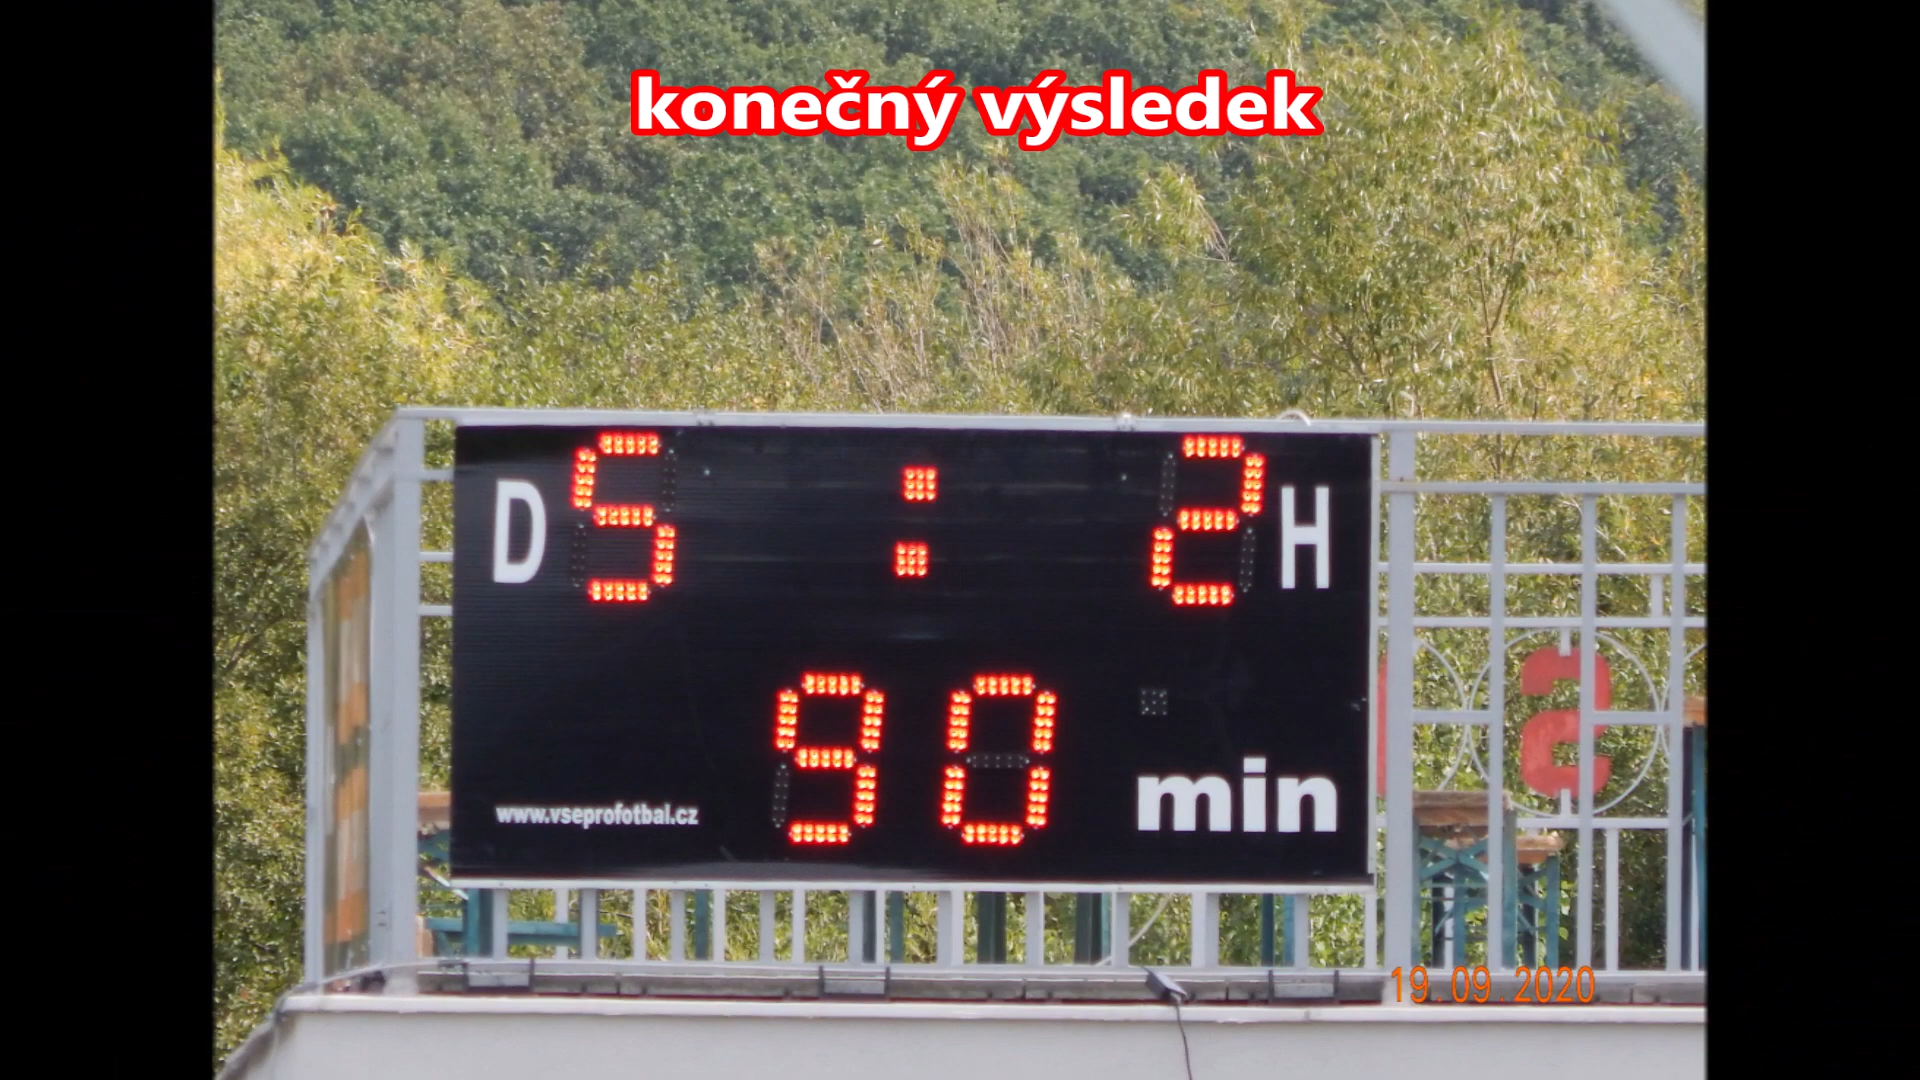 konečný výsledek
D 5 : 2 H
90
min
www.vseprofotbal.cz
S
19.09.2020